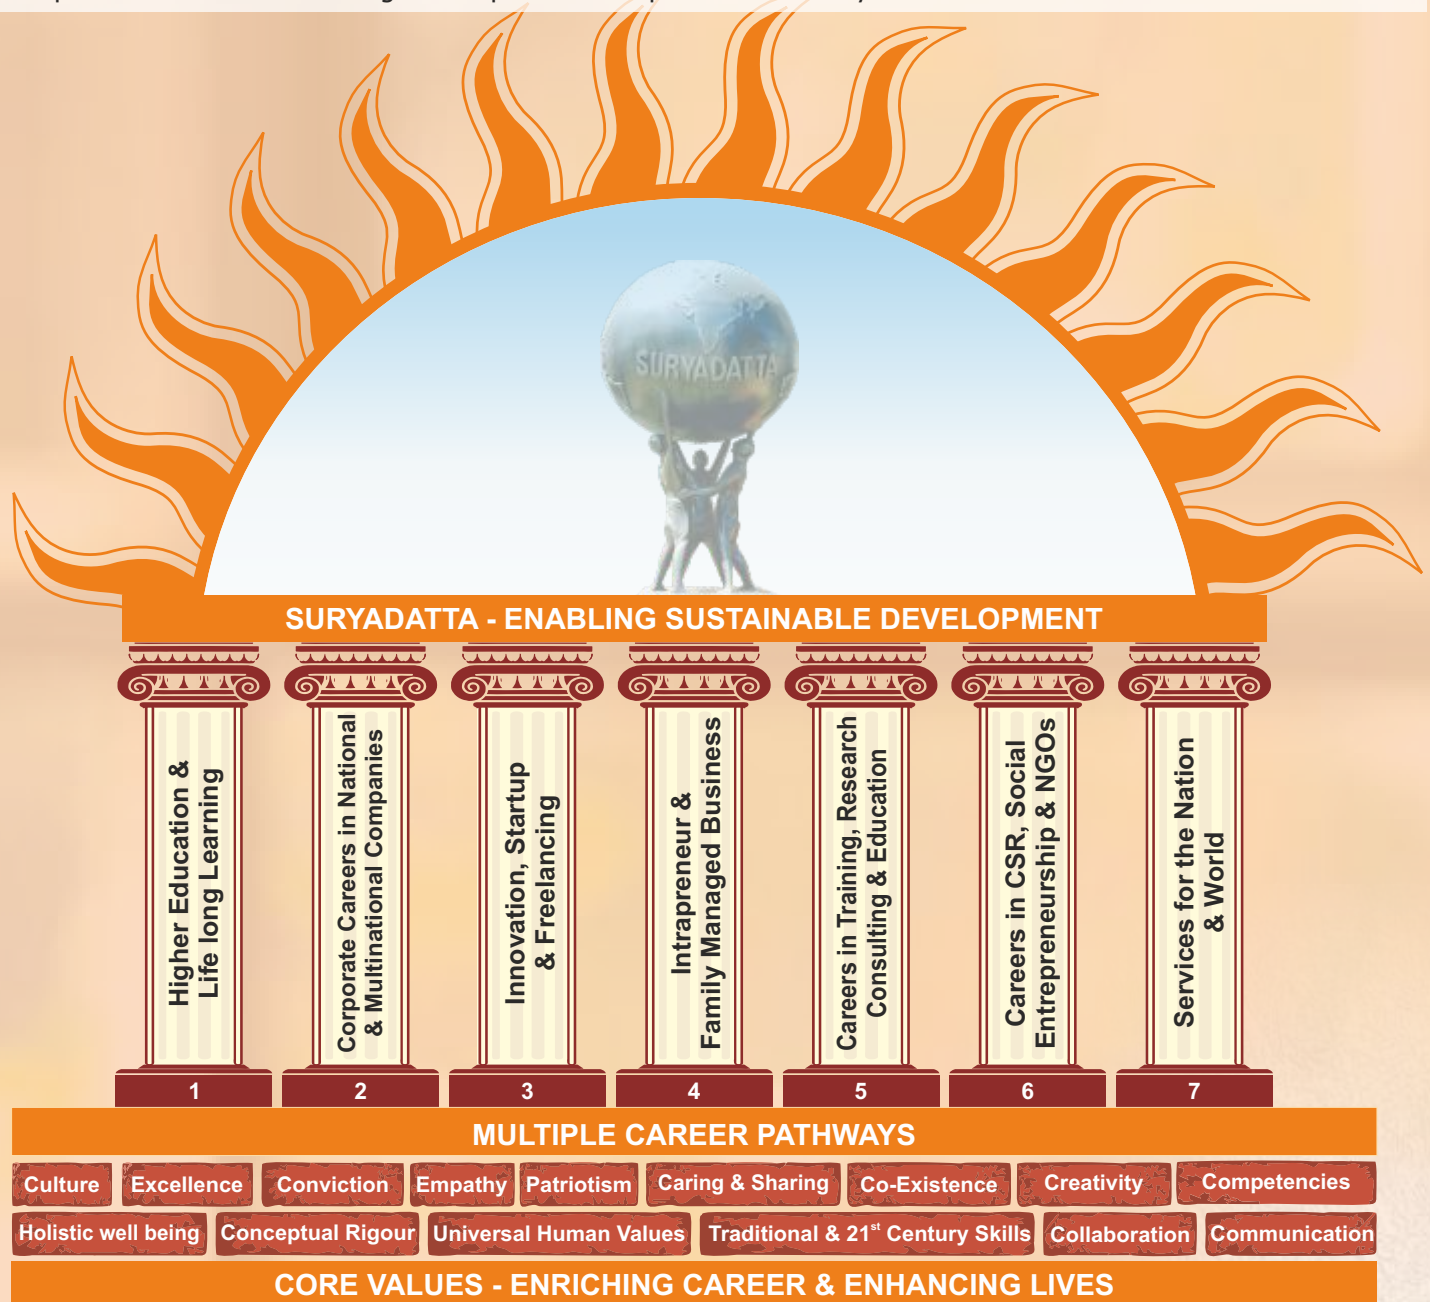 SURYADATTA
SURYADATTA - ENABLING SUSTAINABLE DEVELOPMENT
Higher Education &
Life long Learning
Corporate Careers in National
& Multinational Companies
Innovation, Startup
& Freelancing
Intrapreneur &
Family Managed Business
Careers in Training, Research
Consulting & Education
Careers in CSR, Social
Entrepreneurship & NGOs
Services for the Nation
& World
1 2 3 4 5 6 7
MULTIPLE CAREER PATHWAYS
Culture Excellence Conviction Empathy Patriotism Caring & Sharing Co-Existence Creativity Competencies
Holistic well being Conceptual Rigour Universal Human Values Traditional & 21st Century Skills Collaboration Communication
CORE VALUES - ENRICHING CAREER & ENHANCING LIVES